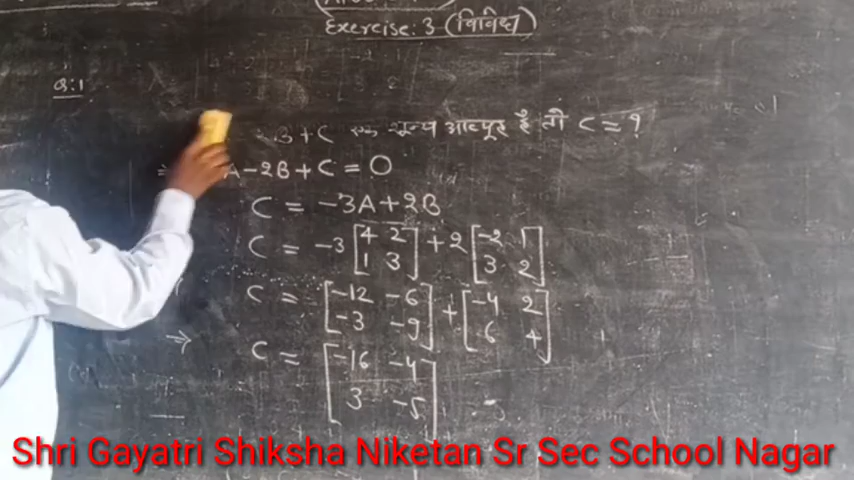 Exercise: 3 (विविध)
Q:1
B + C एक शून्य आव्यूह है तो C = ?
A - 2B + C = O
C = -3A + 2B
C = -3 [4 2 1 3] + 2 [-2 1 3 2]
C = [-12 -6 -3 -9] + [-4 2 6 4]
⇒ C = [-16 -4 3 -5]
Shri Gayatri Shiksha Niketan Sr Sec School Nagar